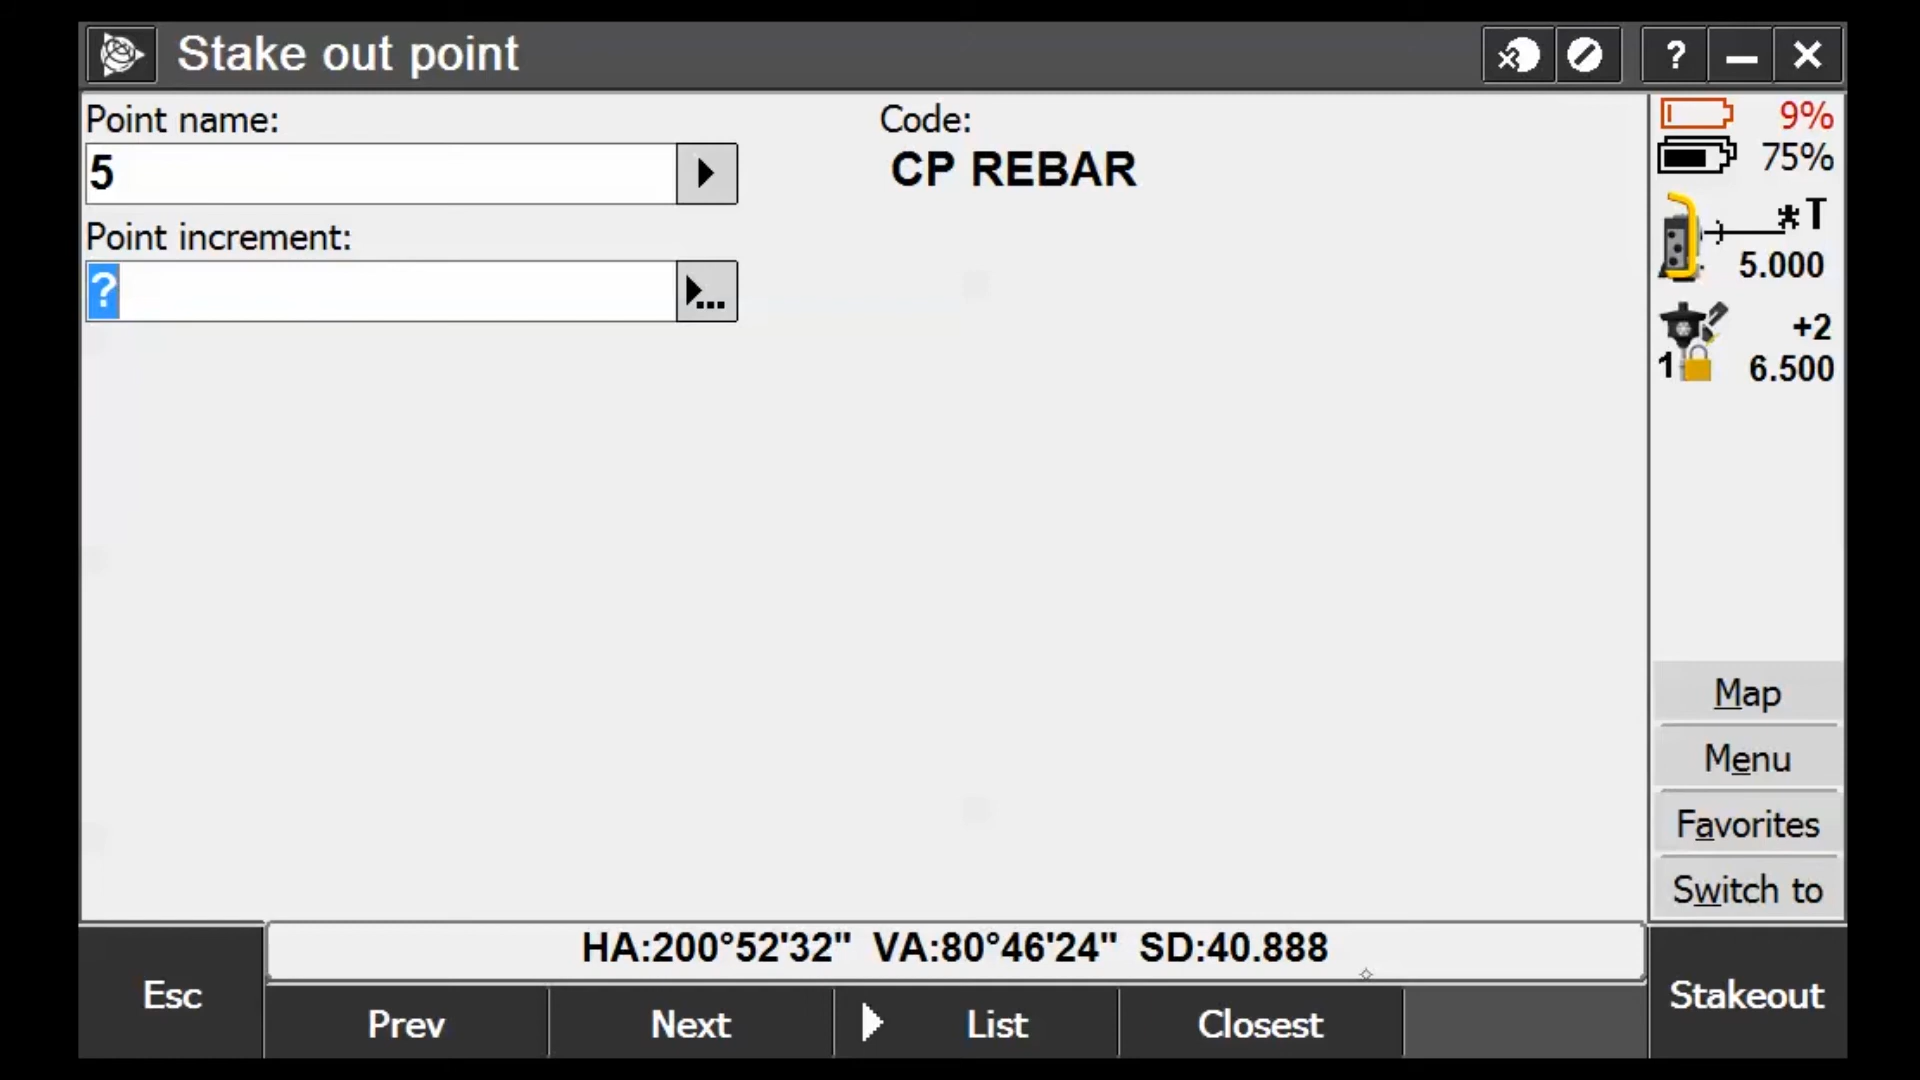 Stake out point
?
Point name:
5
Code:
CP REBAR
Point increment:
?
9%
75%
*T
5.000
+2
1
6.500
Map
Menu
Favorites
Switch to
HA:200°52'32" VA:80°46'24" SD:40.888
Esc
Prev
Next
List
Closest
Stakeout